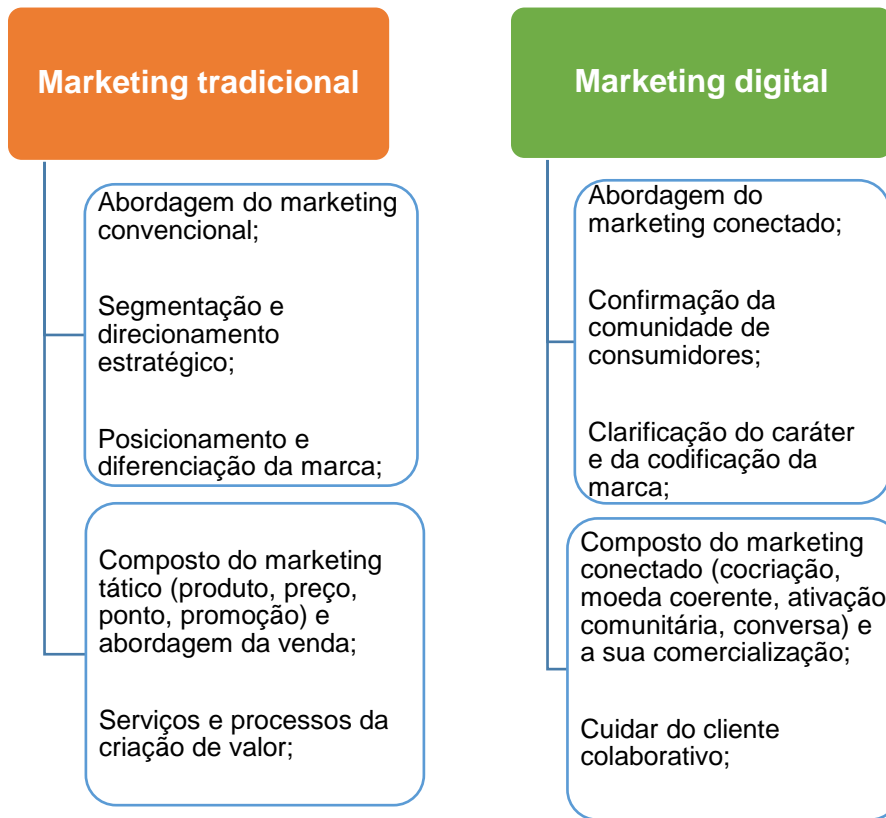 Marketing tradicional
Abordagem do marketing
convencional;
Segmentação e
direcionamento
estratégico;
Posicionamento e
diferenciação da marca;
Composto do marketing
tático (produto, preço,
ponto, promoção) e
abordagem da venda;
Serviços e processos da
criação de valor;
Marketing digital
Abordagem do
marketing conectado;
Confirmação da
comunidade de
consumidores;
Clarificação do caráter
e da codificação da
marca;
Composto do marketing
conectado (cocriação,
moeda coerente, ativação
comunitária, conversa) e
a sua comercialização;
Cuidar do cliente
colaborativo;